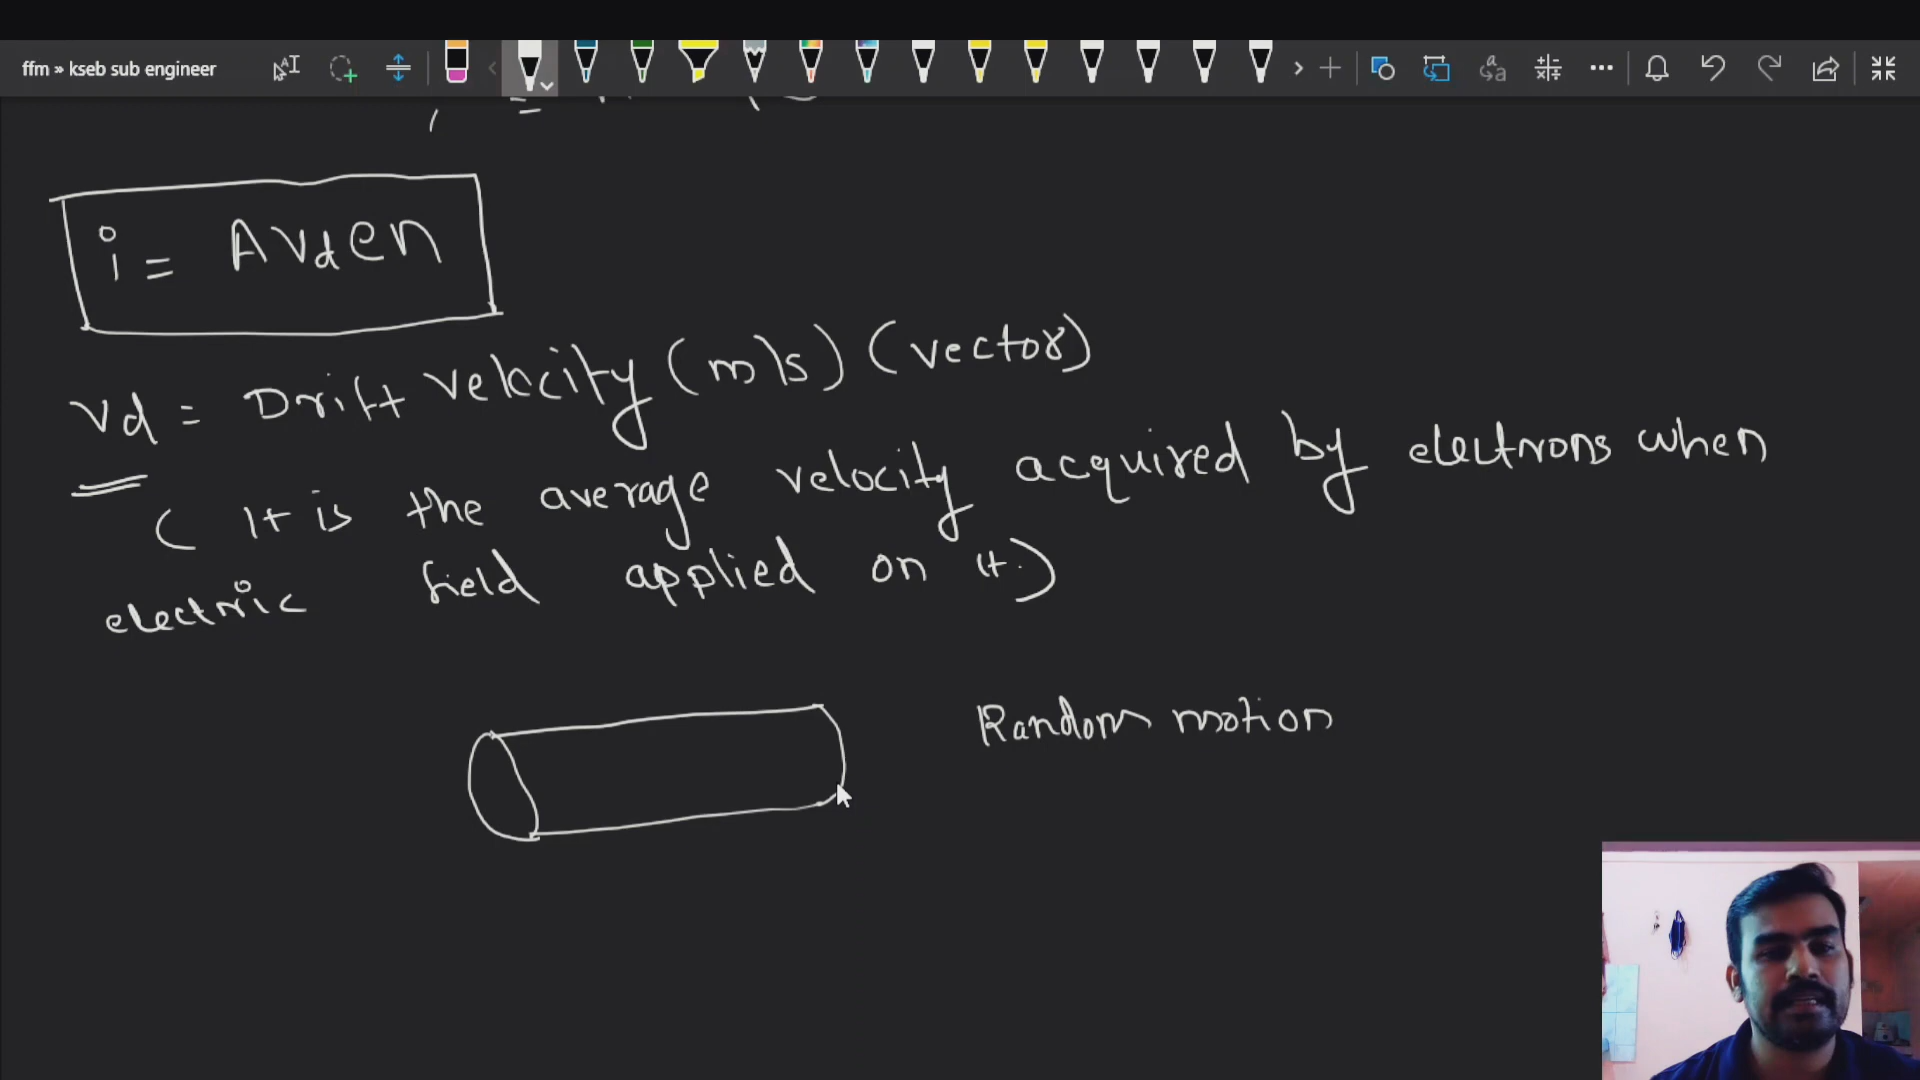 ffm » kseb sub engineer
i = AVden
Vd = Drift velocity (m/s) (vector)
( It is the average velocity acquired by electrons when
electric field applied on it.)
Random motion